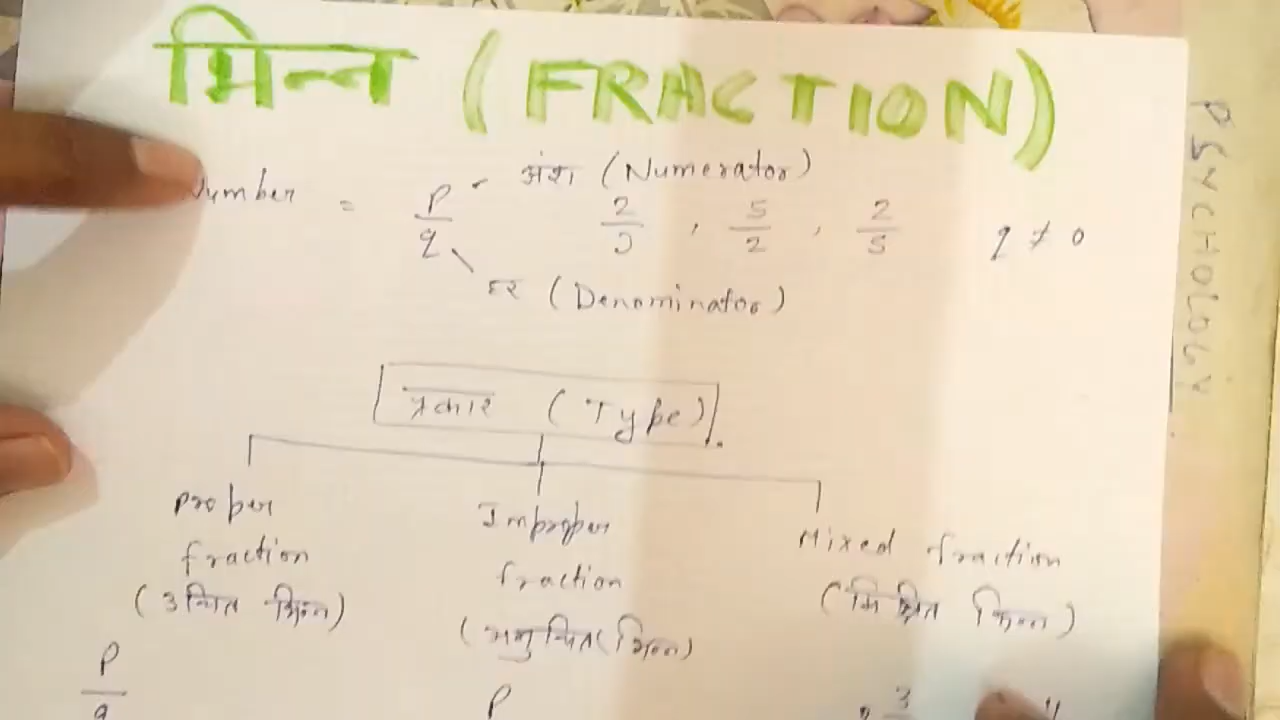 भिन्न (FRACTION)
अंश (Numerator)
Number = p/q 2/3 , 5/2 , 2/5 q ≠ 0
हर (Denominator)
प्रकार (Type)
Proper fraction (उचित भिन्न)
Improper fraction (अनुचित भिन्न)
Mixed fraction (मिश्रित भिन्न)
P/q
P
3
PSYCHOLOGY